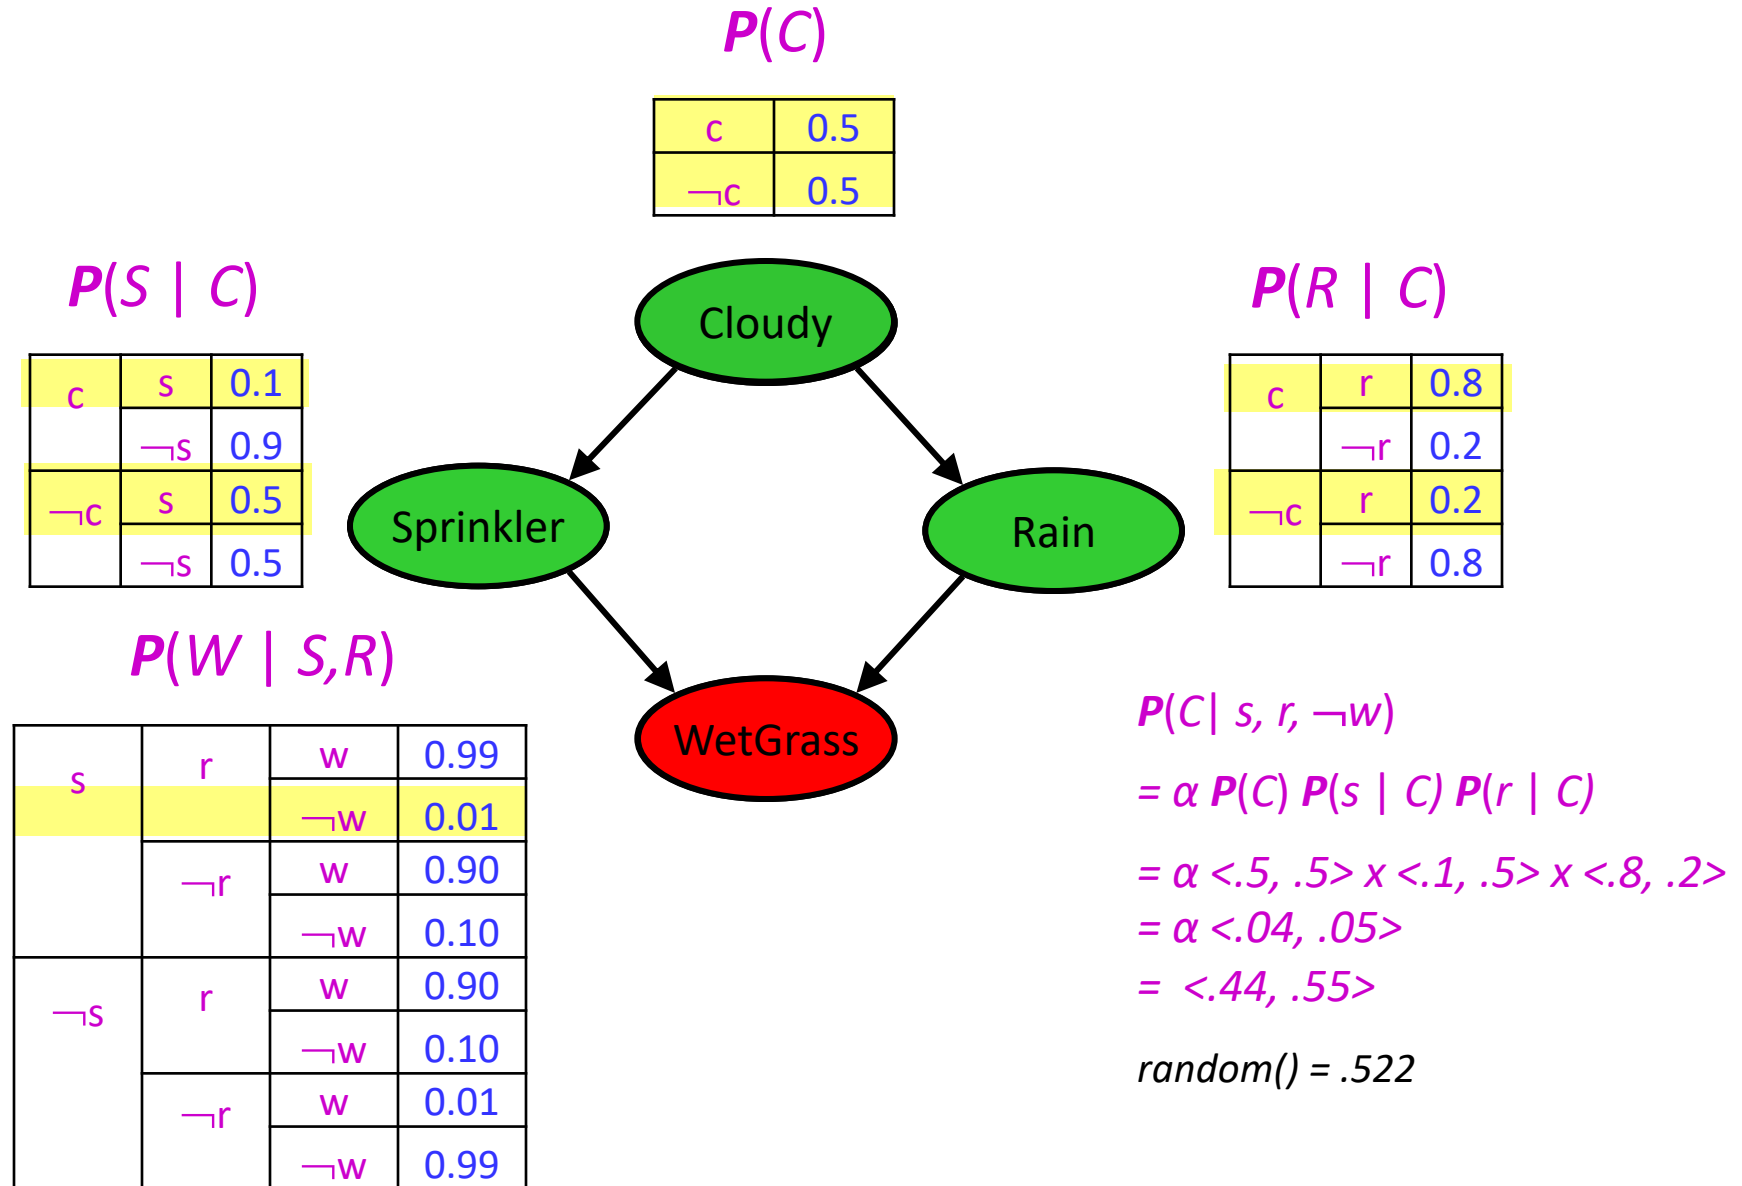 P(C)
c 0.5
¬c 0.5
P(S | C)
c s 0.1
¬s 0.9
¬c s 0.5
¬s 0.5
Cloudy
P(R | C)
c r 0.8
¬r 0.2
¬c r 0.2
¬r 0.8
Sprinkler
Rain
P(W | S,R)
s r w 0.99
¬w 0.01
¬r w 0.90
¬w 0.10
¬s r w 0.90
¬w 0.10
¬r w 0.01
¬w 0.99
WetGrass
P(C| s, r, ¬w)
= α P(C) P(s | C) P(r | C)
= α <.5, .5> x <.1, .5> x <.8, .2>
= α <.04, .05>
= <.44, .55>
random() = .522